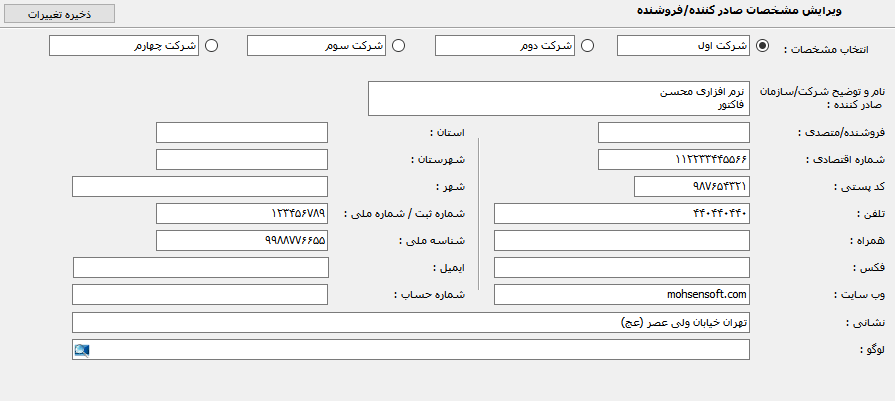 ویرایش مشخصات صادر کننده/فروشنده
ذخیره تغییرات
انتخاب مشخصات : شرکت اول شرکت دوم شرکت سوم شرکت چهارم
نام و توضیح شرکت/سازمان صادر کننده :
نرم افزاری محسن
فاکتور
فروشنده/متصدی :
استان :
شماره اقتصادی : ۱۱۲۲۳۳۴۴۵۵۶۶
شهرستان :
کد پستی : ۹۸۷۶۵۴۳۲۱
شهر :
تلفن : ۴۴۰۴۴۰۴۴۰
شماره ثبت / شماره ملی : ۱۲۳۴۵۶۷۸۹
همراه :
شناسه ملی : ۹۹۸۸۷۷۶۶۵۵
فکس :
ایمیل :
وب سایت : mohsensoft.com
شماره حساب :
نشانی : تهران خیابان ولی عصر (عج)
لوگو :